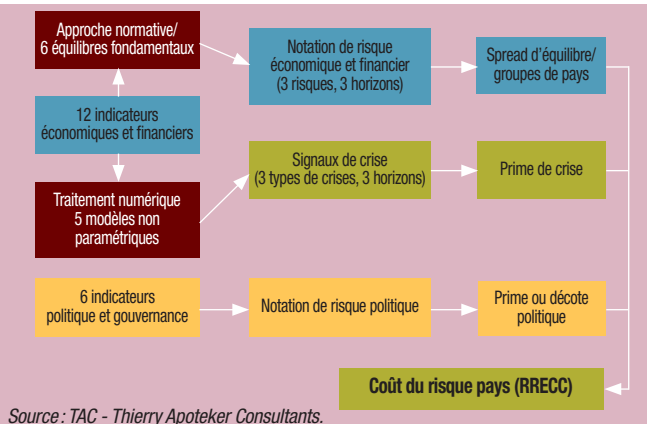 Approche normative/
6 équilibres fondamentaux
Notation de risque
économique et financier
(3 risques, 3 horizons)
Spread d'équilibre/
groupes de pays
12 indicateurs
économiques et financiers
Signaux de crise
(3 types de crises, 3 horizons)
Prime de crise
Traitement numérique
5 modèles non
paramétriques
6 indicateurs
politique et gouvernance
Notation de risque politique
Prime ou décote
politique
Coût du risque pays (RRECC)
Source : TAC - Thierry Apoteker Consultants.